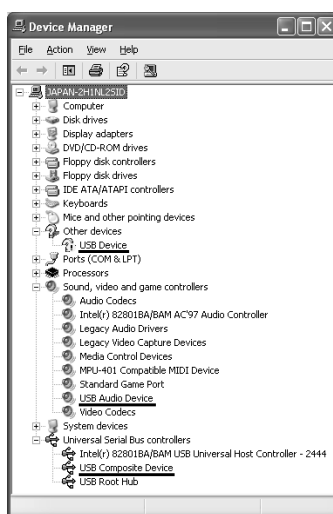 Device Manager
File Action View Help
JAPAN-2H1NL2SID
Computer
Disk drives
Display adapters
DVD/CD-ROM drives
Floppy disk controllers
Floppy disk drives
IDE ATA/ATAPI controllers
Keyboards
Mice and other pointing devices
Other devices
USB Device
Ports (COM & LPT)
Processors
Sound, video and game controllers
Audio Codecs
Intel(r) 82801BA/BAM AC'97 Audio Controller
Legacy Audio Drivers
Legacy Video Capture Devices
Media Control Devices
MPU-401 Compatible MIDI Device
Standard Game Port
USB Audio Device
Video Codecs
System devices
Universal Serial Bus controllers
Intel(r) 82801BA/BAM USB Universal Host Controller - 2444
USB Composite Device
USB Root Hub